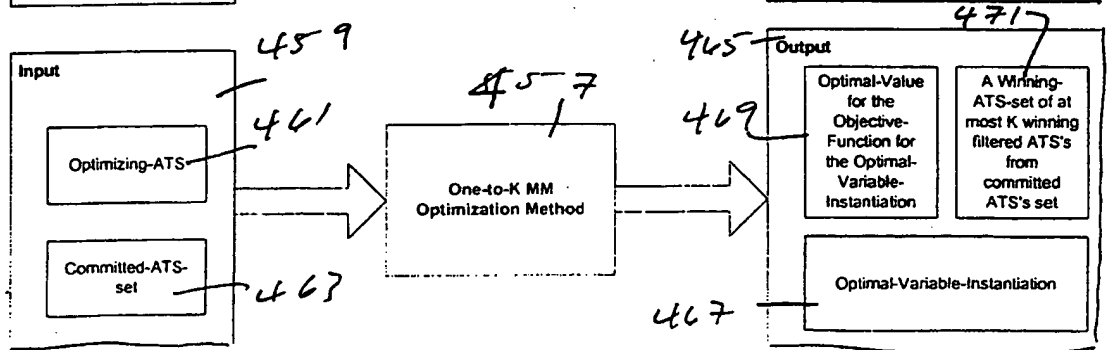 471
459
465
Input
Output
457
Optimal-Value
for the
Objective-
Function for
the Optimal-
Variable-
Instantiation
A Winning-
ATS-set of at
most K winning
filtered ATS's
from
committed
ATS's set
469
461
Optimizing-ATS
One-to-K MM
Optimization Method
Committed-ATS-
set
463
Optimal-Variable-Instantiation
467